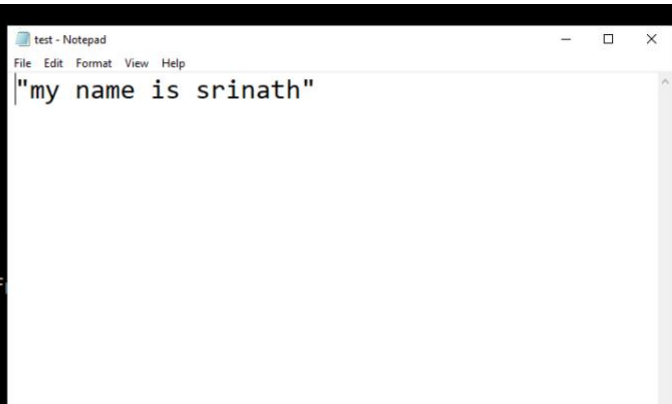 test - Notepad
File Edit Format View Help
"my name is srinath"